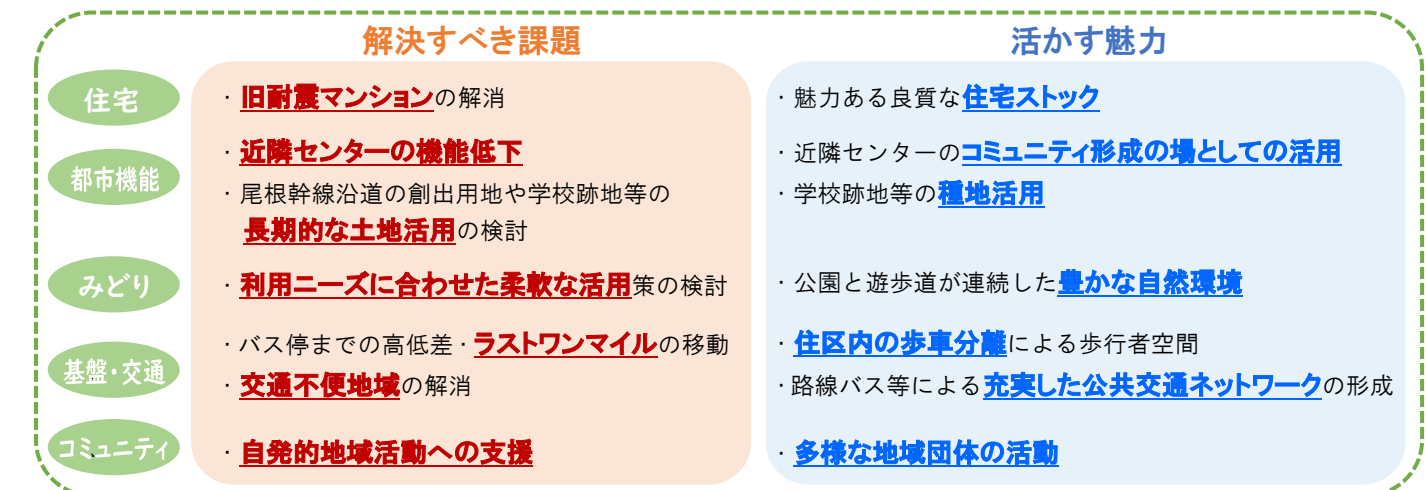 解決すべき課題
活かす魅力
住宅
・旧耐震マンションの解消
・魅力ある良質な住宅ストック
都市機能
・近隣センターの機能低下
・尾根幹線沿道の創出用地や学校跡地等の
長期的な土地活用の検討
・近隣センターのコミュニティ形成の場としての活用
・学校跡地等の種地活用
みどり
・利用ニーズに合わせた柔軟な活用策の検討
・公園と遊歩道が連続した豊かな自然環境
基盤・交通
・バス停までの高低差・ラストワンマイルの移動
・交通不便地域の解消
・住区内の歩車分離による歩行者空間
・路線バス等による充実した公共交通ネットワークの形成
コミュニティ
・自発的地域活動への支援
・多様な地域団体の活動